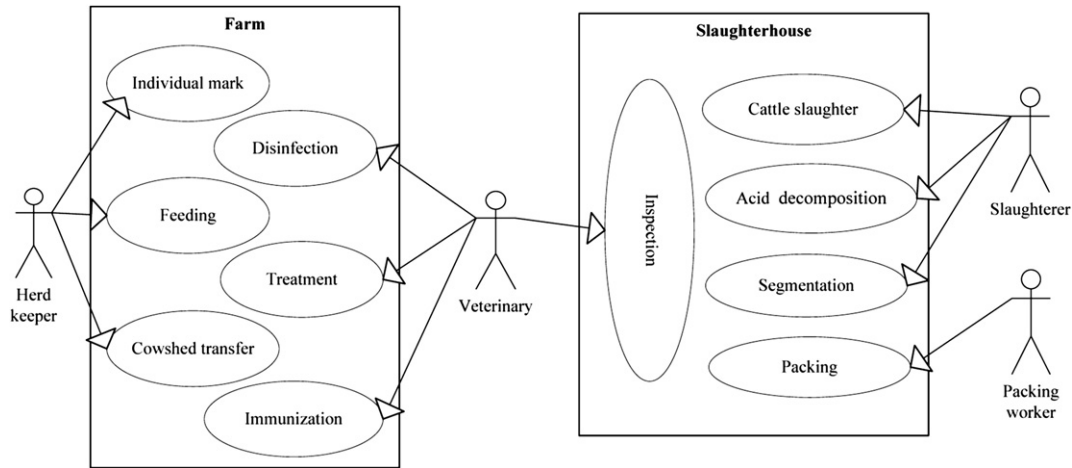 Farm
Individual mark
Disinfection
Feeding
Treatment
Cowshed transfer
Immunization
Herd
keeper
Veterinary
Slaughterhouse
Inspection
Cattle slaughter
Acid decomposition
Segmentation
Packing
Slaughterer
Packing
worker